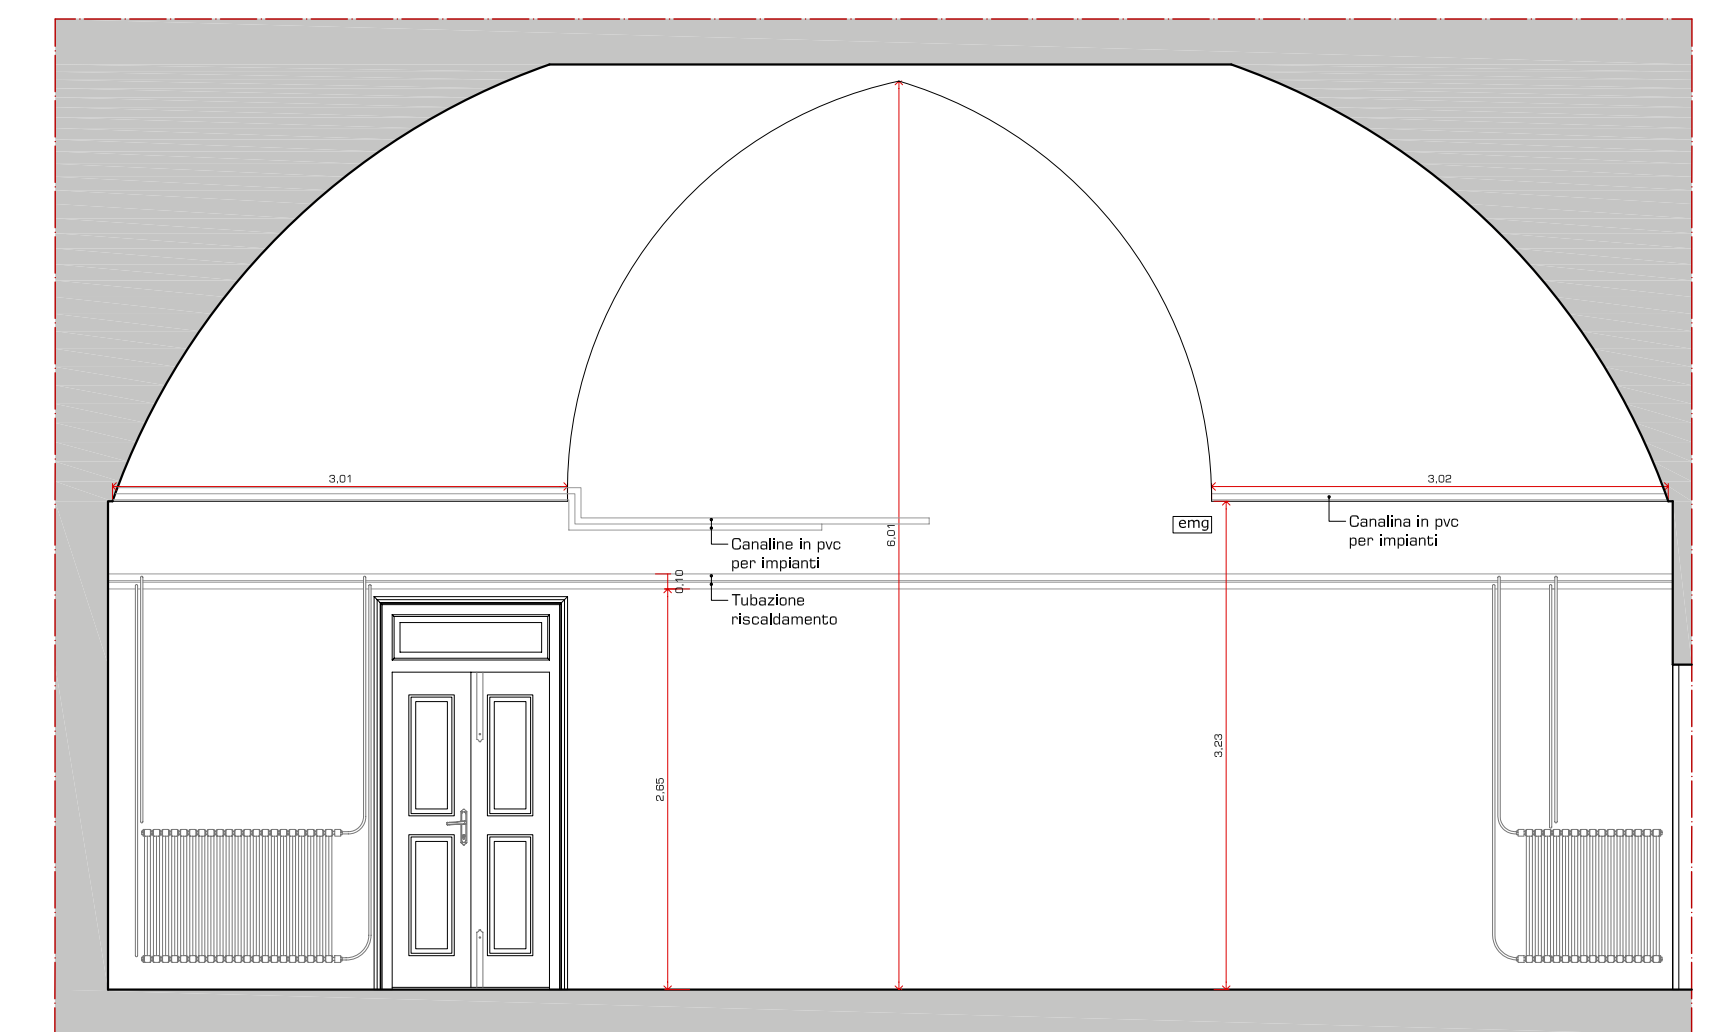 3,01
3,02
emg
Canalina in pvc
per impianti
Canaline in pvc
per impianti
6,01
0,10
Tubazione
riscaldamento
2,65
3,23